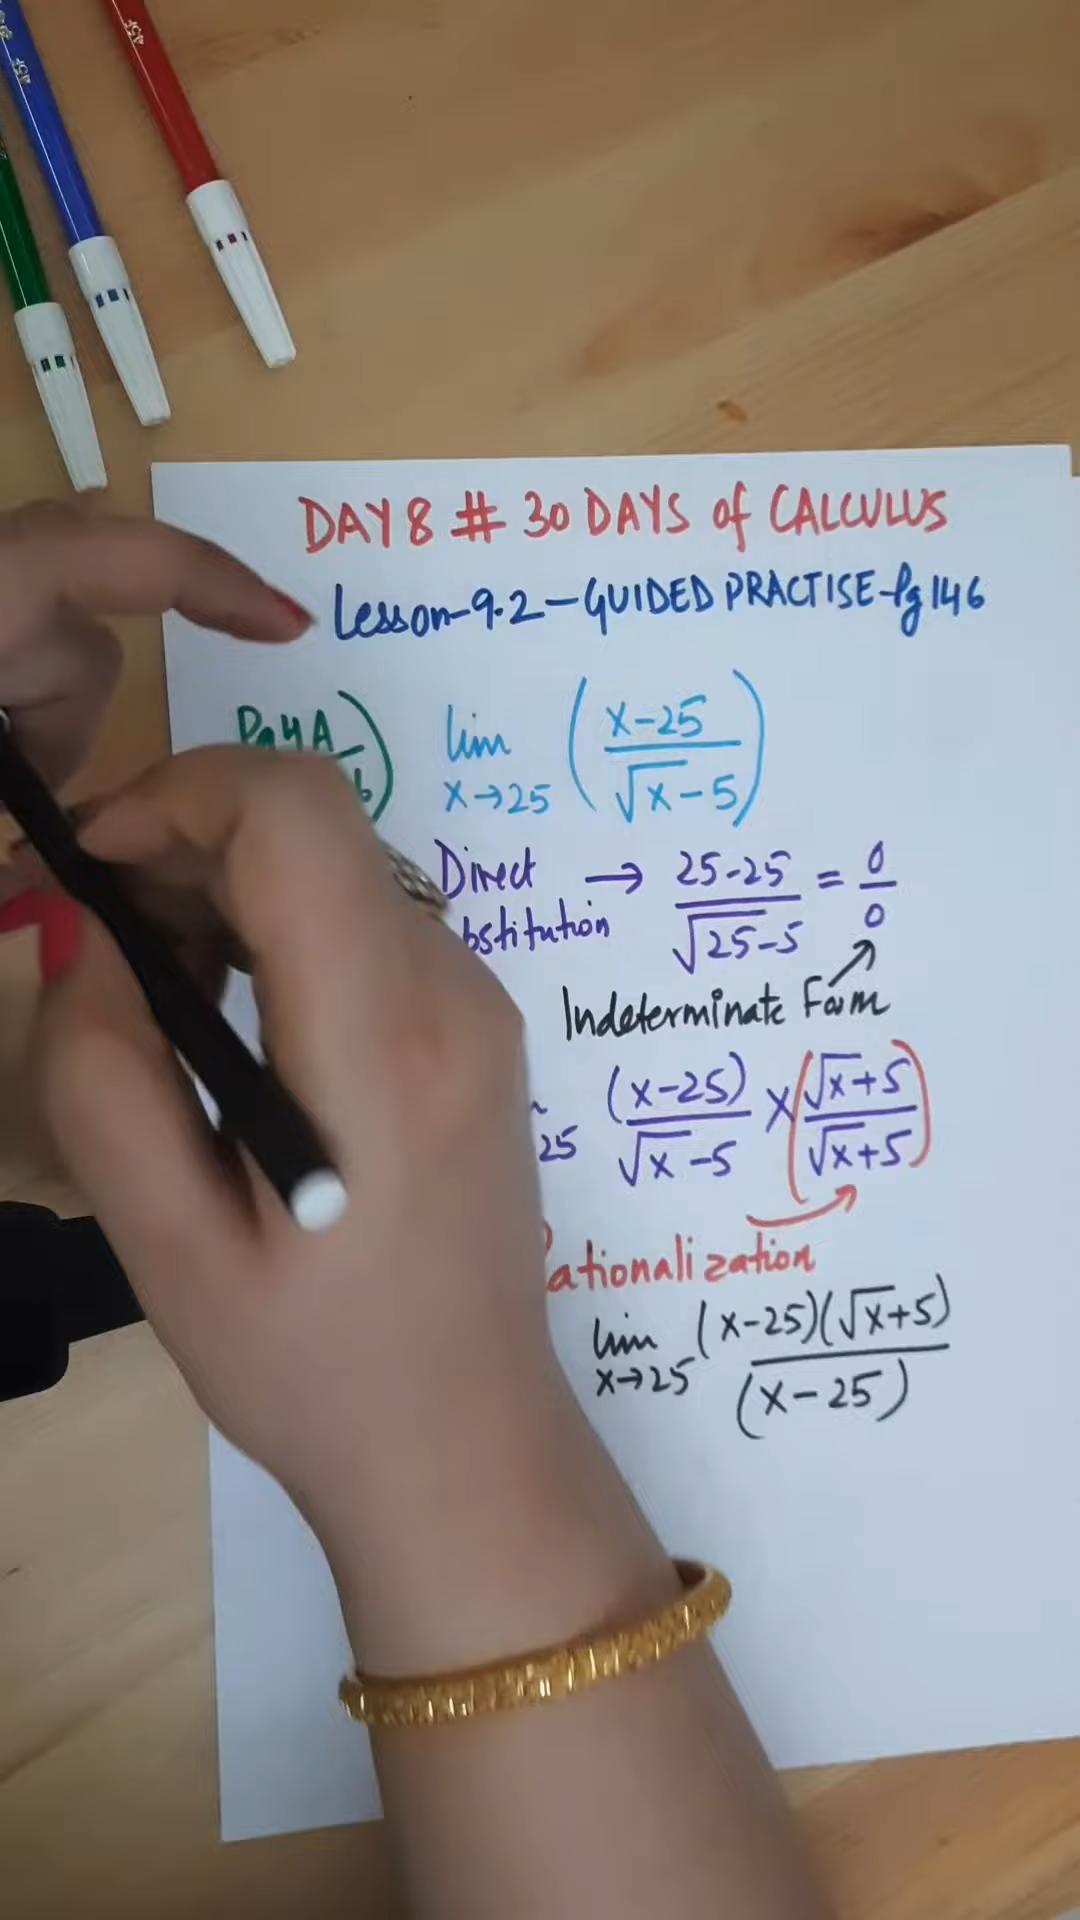 DAY 8 # 30 DAYS of CALCULUS
Lesson-9.2-GUIDED PRACTISE-Pg 146
lim (x-25 / √x-5)
x→25
Direct → 25-25 / √25-5 = 0/0
Indeterminate Form
(x-25) / √x-5 × (√x+5 / √x+5)
25
lim (x-25)(√x+5) / (x-25)
x→25